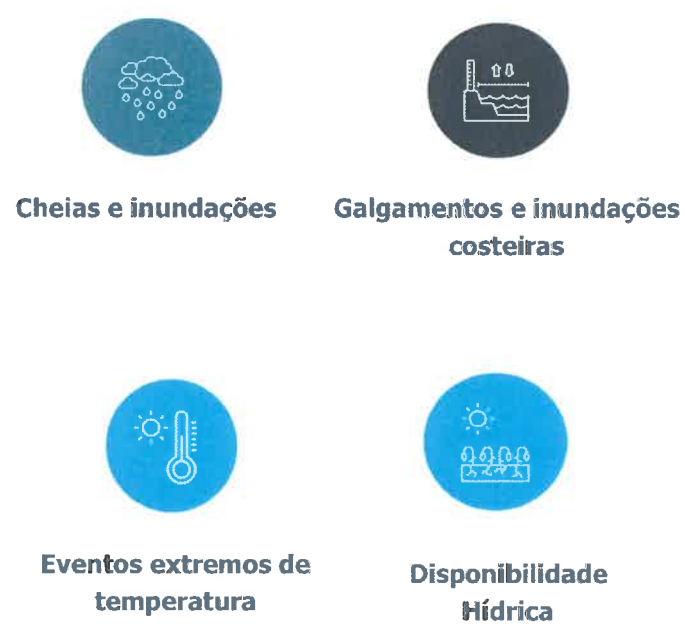 Cheias e inundações
Galgamentos e inundações
costeiras
Eventos extremos de
temperatura
Disponibilidade
Hídrica